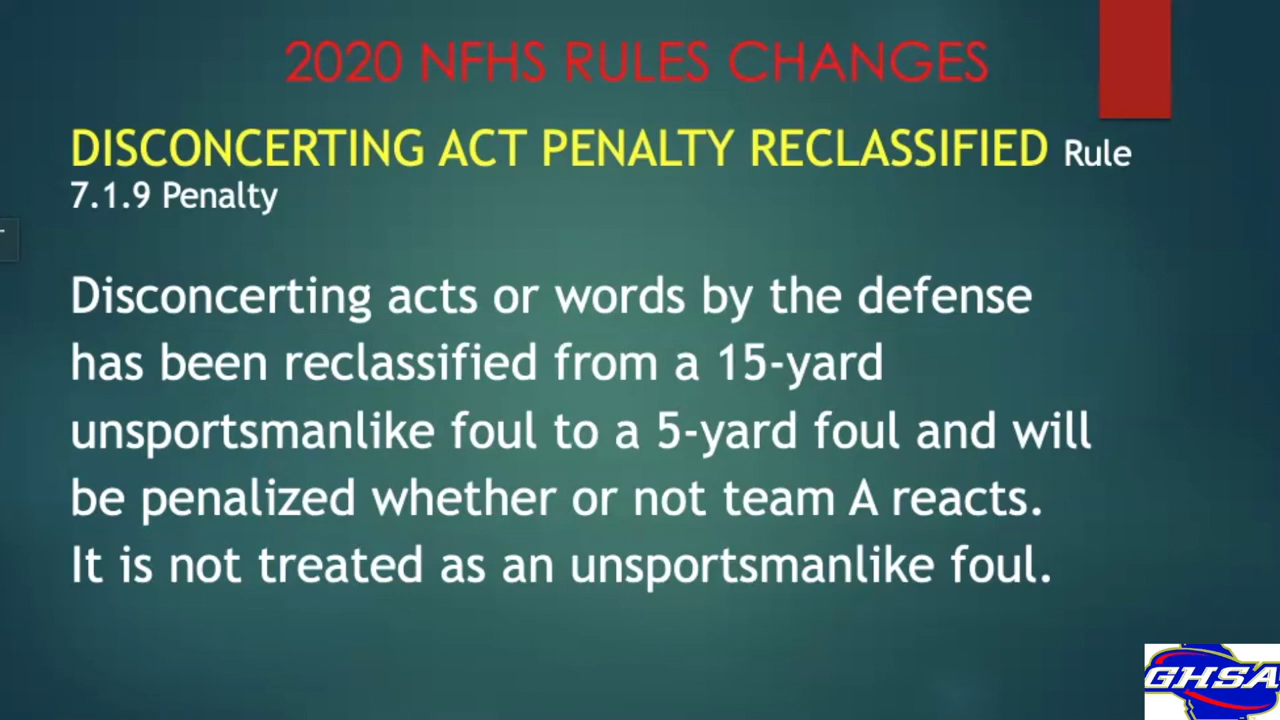 2020 NFHS RULES CHANGES
DISCONCERTING ACT PENALTY RECLASSIFIED Rule
7.1.9 Penalty
Disconcerting acts or words by the defense
has been reclassified from a 15-yard
unsportsmanlike foul to a 5-yard foul and will
be penalized whether or not team A reacts.
It is not treated as an unsportsmanlike foul.
GHSA